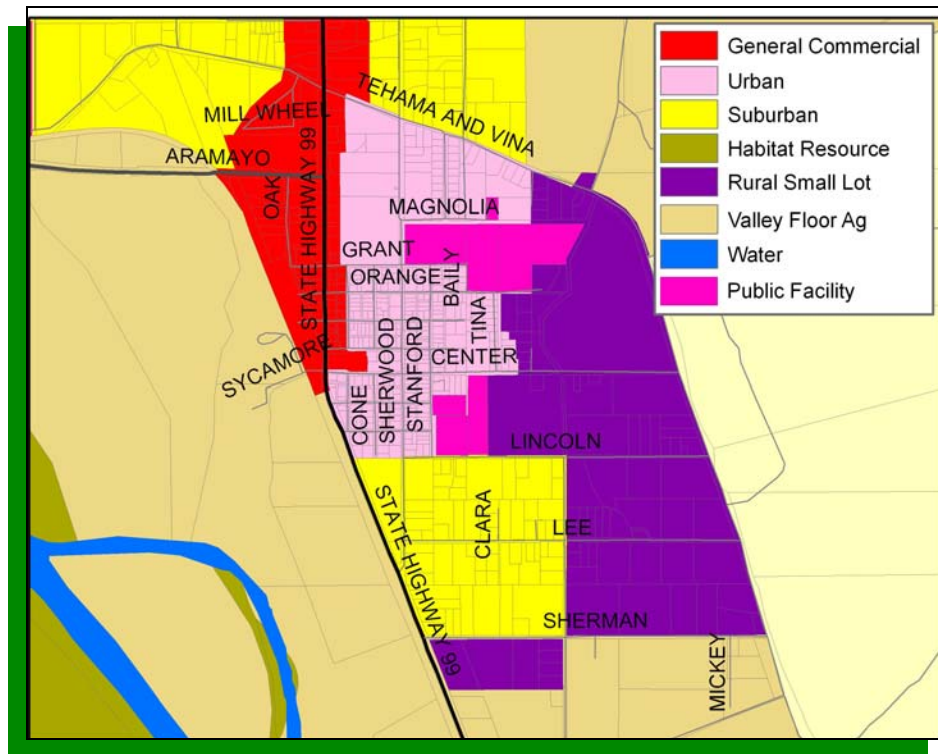 General Commercial
Urban
Suburban
Habitat Resource
Rural Small Lot
Valley Floor Ag
Water
Public Facility
TEHAMA AND VINA
MILL WHEEL
ARAMAYO
OAK
STATE HIGHWAY 99
MAGNOLIA
GRANT
ORANGE
BAILY
TINA
SYCAMORE
CENTER
CONE
SHERWOOD
STANFORD
LINCOLN
STATE HIGHWAY 99
CLARA
LEE
SHERMAN
MICKEY